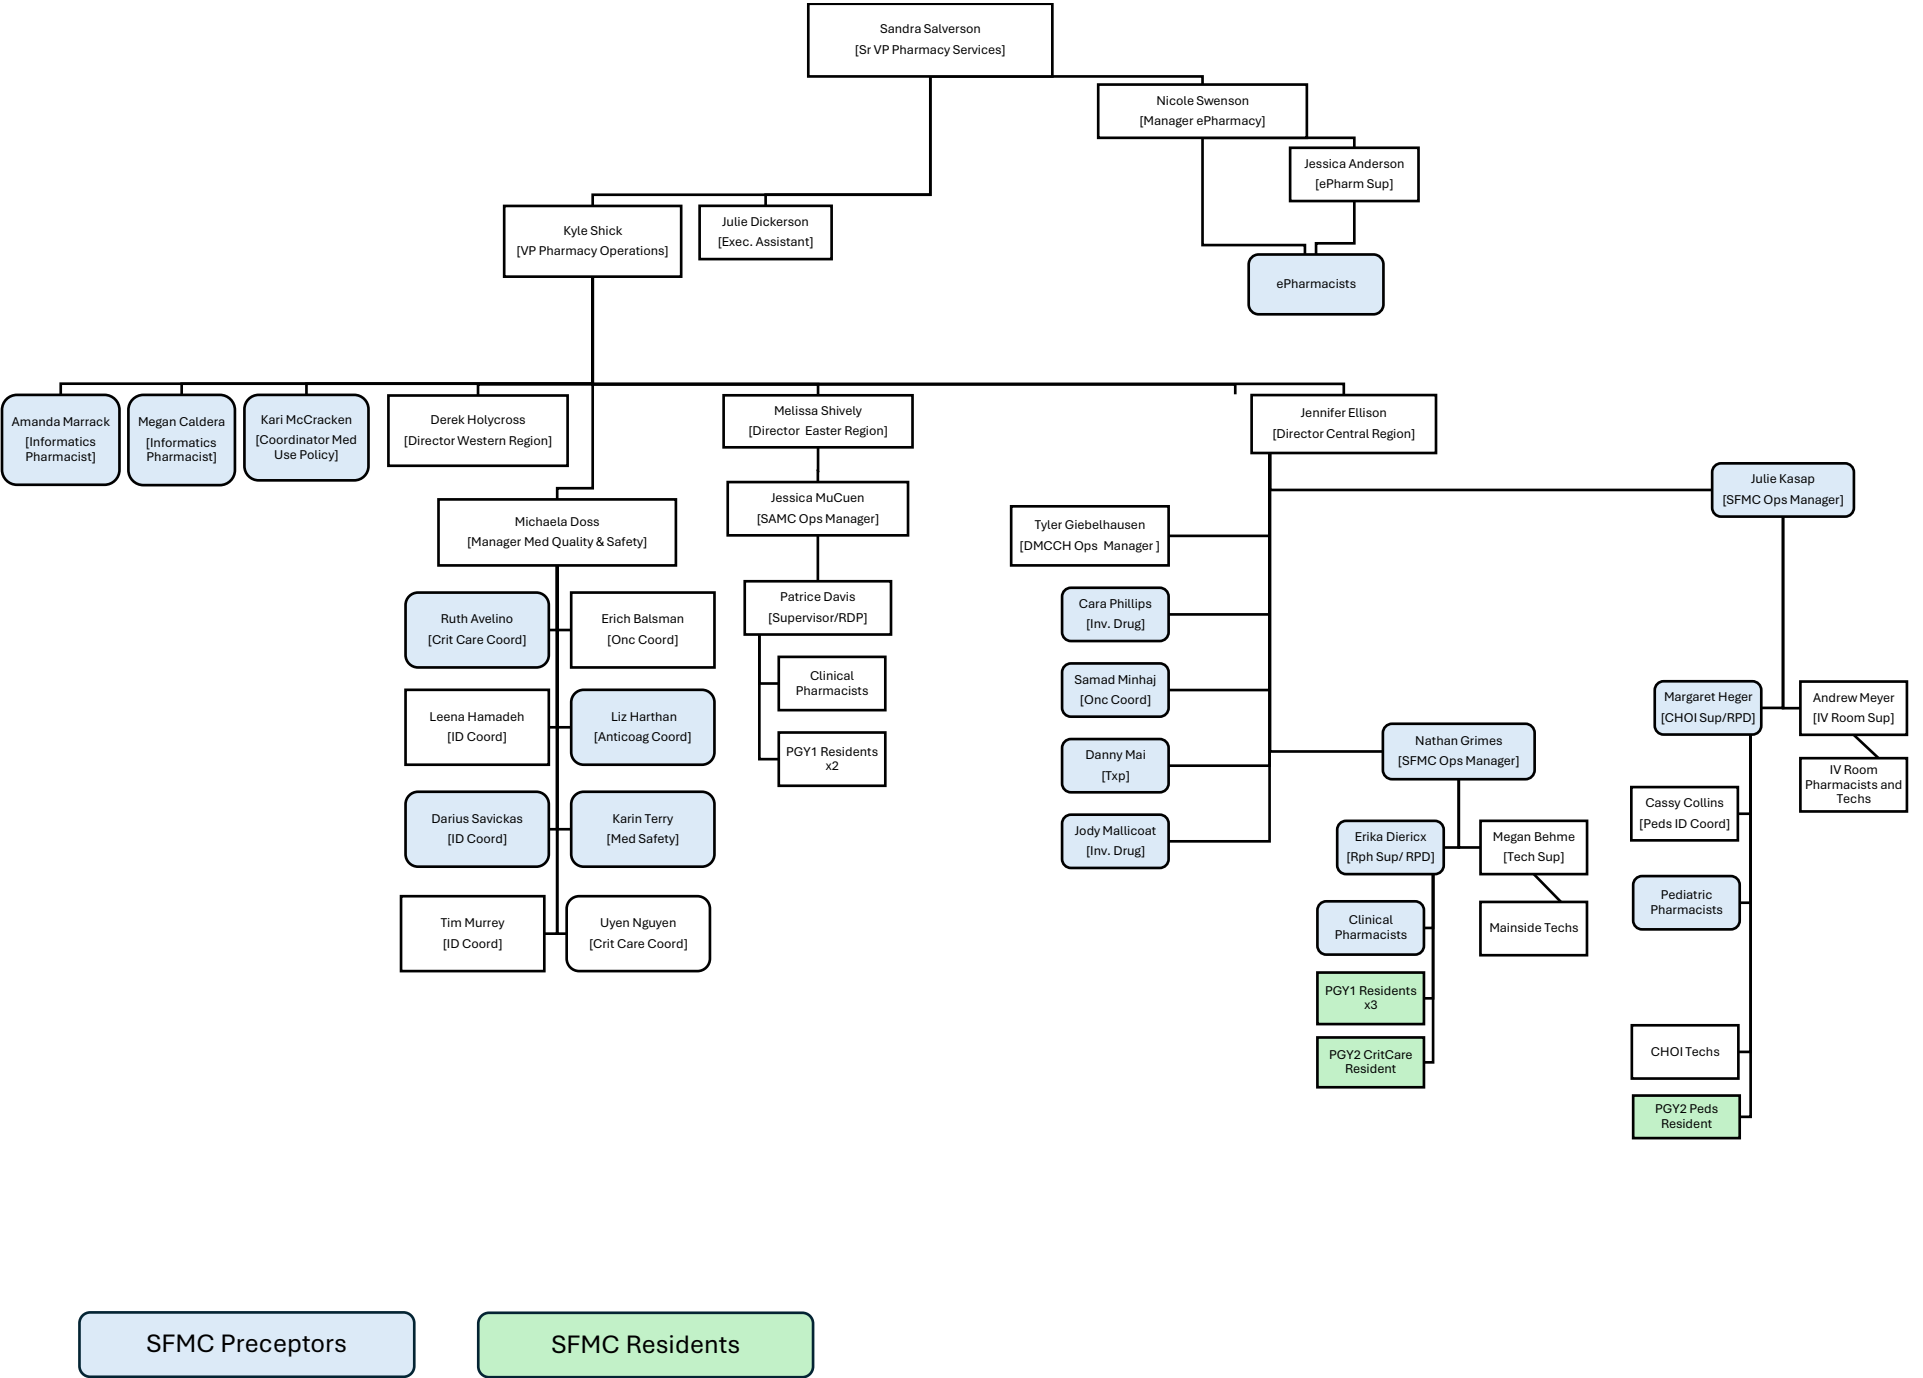 Sandra Salverson
[Sr VP Pharmacy Services]
Nicole Swenson
[Manager ePharmacy]
Jessica Anderson
[ePharm Sup]
Kyle Shick
[VP Pharmacy Operations]
Julie Dickerson
[Exec. Assistant]
ePharmacists
Amanda Marrack
[Informatics
Pharmacist]
Megan Caldera
[Informatics
Pharmacist]
Kari McCracken
[Coordinator Med
Use Policy]
Derek Holycross
[Director Western Region]
Melissa Shively
[Director  Easter Region]
Jennifer Ellison
[Director Central Region]
Julie Kasap
[SFMC Ops Manager]
Michaela Doss
[Manager Med Quality & Safety]
Jessica MuCuen
[SAMC Ops Manager]
Tyler Giebelhausen
[DMCCH Ops  Manager ]
Ruth Avelino
[Crit Care Coord]
Erich Balsman
[Onc Coord]
Patrice Davis
[Supervisor/RDP]
Cara Phillips
[Inv. Drug]
Clinical
Pharmacists
Samad Minhaj
[Onc Coord]
Leena Hamadeh
[ID Coord]
Liz Harthan
[Anticoag Coord]
PGY1 Residents
x2
Danny Mai
[Txp]
Nathan Grimes
[SFMC Ops Manager]
Margaret Heger
[CHOI Sup/RPD]
Andrew Meyer
[IV Room Sup]
IV Room
Pharmacists and
Techs
Darius Savickas
[ID Coord]
Karin Terry
[Med Safety]
Jody Mallicoat
[Inv. Drug]
Erika Diericx
[Rph Sup/ RPD]
Megan Behme
[Tech Sup]
Cassy Collins
[Peds ID Coord]
Tim Murrey
[ID Coord]
Uyen Nguyen
[Crit Care Coord]
Clinical
Pharmacists
Mainside Techs
Pediatric
Pharmacists
PGY1 Residents
x3
PGY2 CritCare
Resident
CHOI Techs
PGY2 Peds
Resident
SFMC Preceptors
SFMC Residents